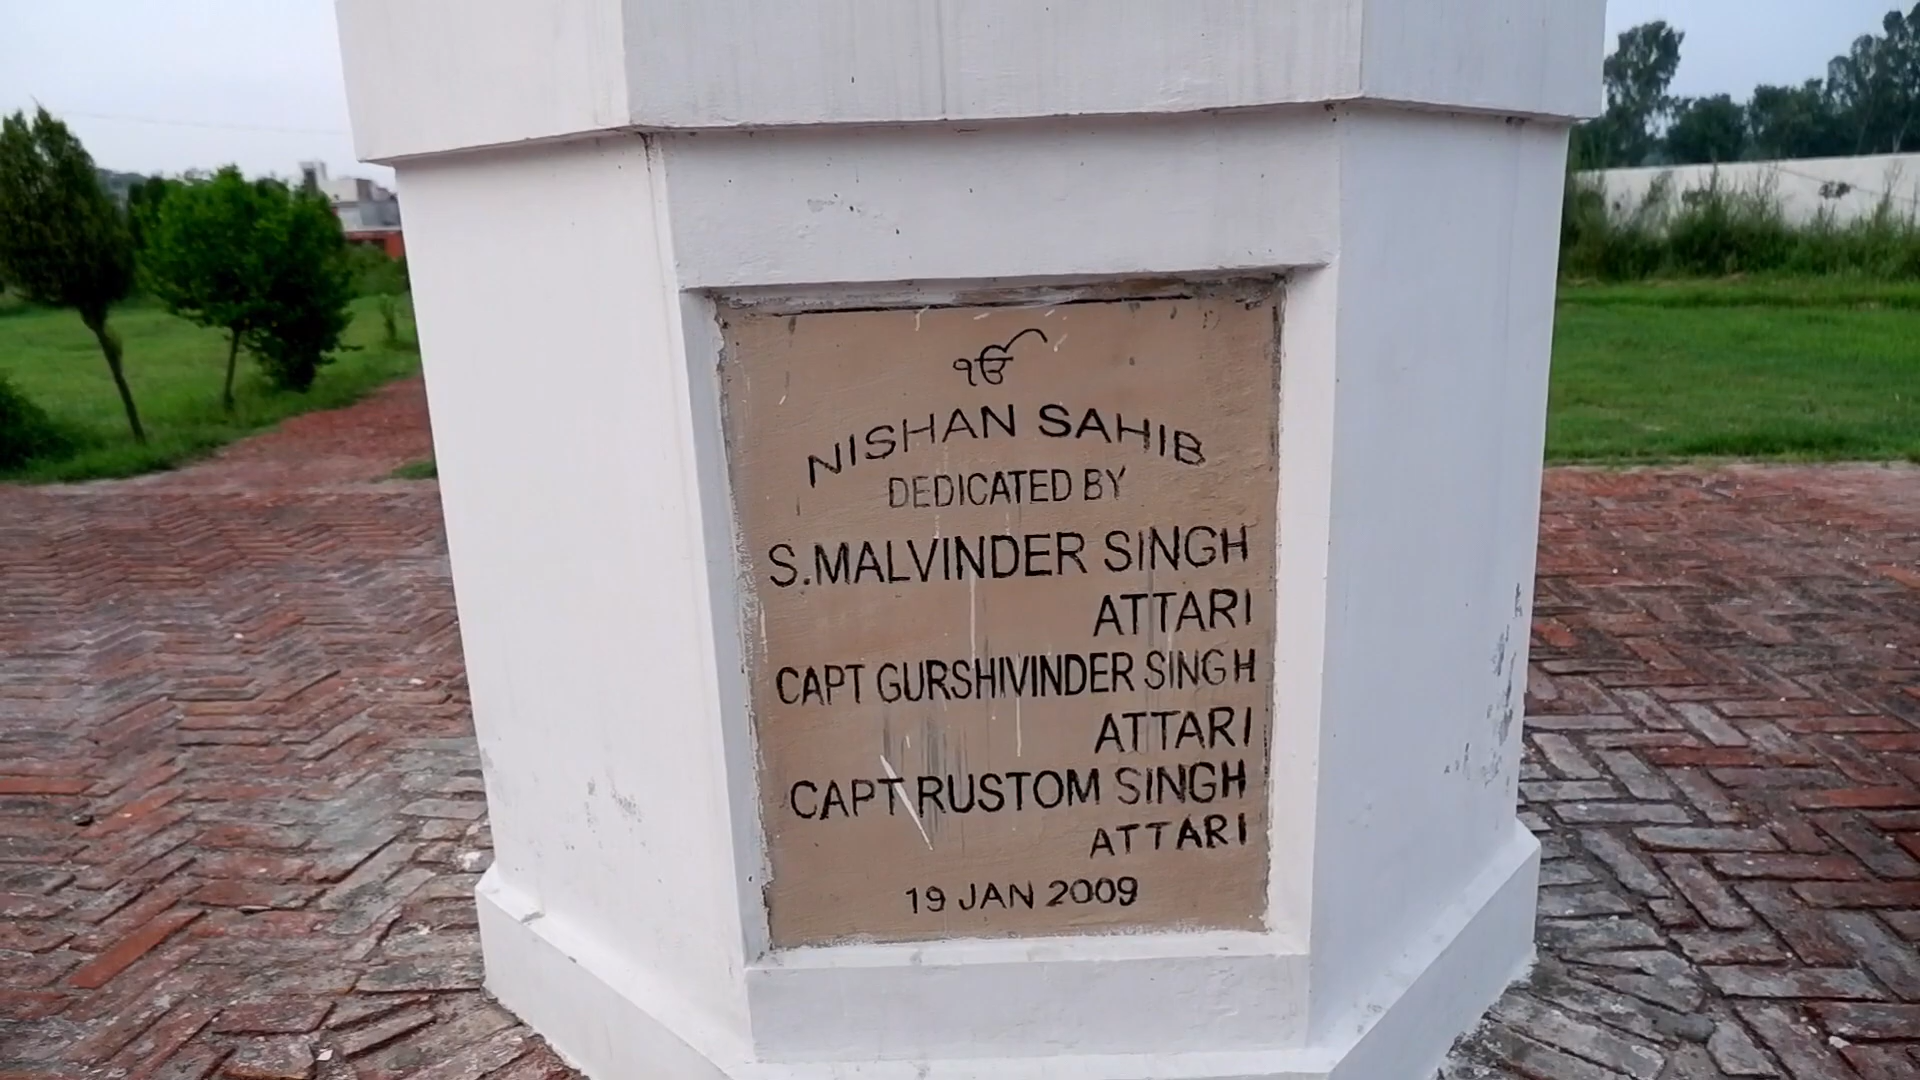 ੴ
NISHAN SAHIB
DEDICATED BY
S.MALVINDER SINGH
ATTARI
CAPT GURSHIVINDER SINGH
ATTARI
CAPT RUSTOM SINGH
ATTARI
19 JAN 2009